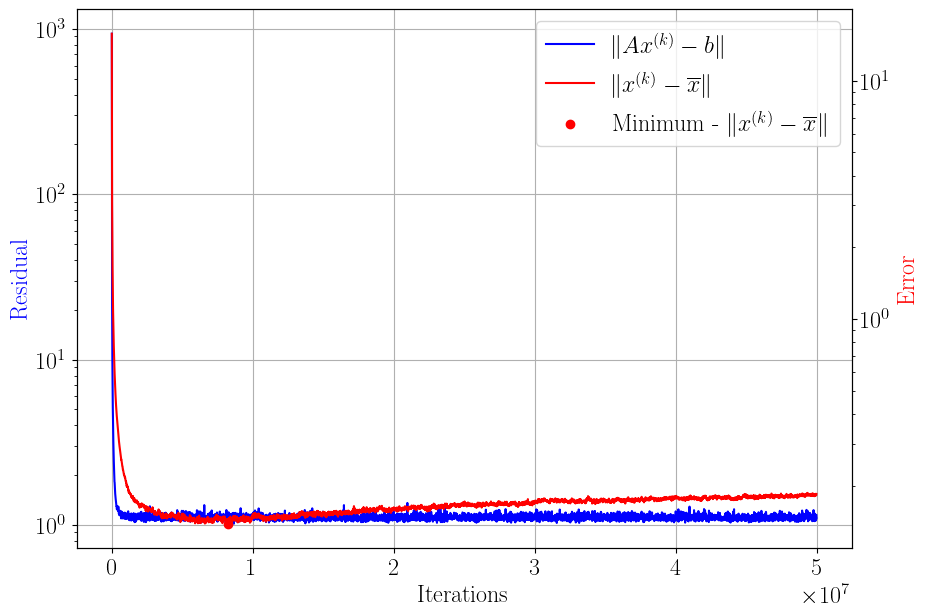 ‖Ax^(k) − b‖
‖x^(k) − x̅‖
Minimum - ‖x^(k) − x̅‖
Residual
10^3
10^2
10^1
10^0
Error
10^1
10^0
0 1 2 3 4 5
Iterations
×10^7